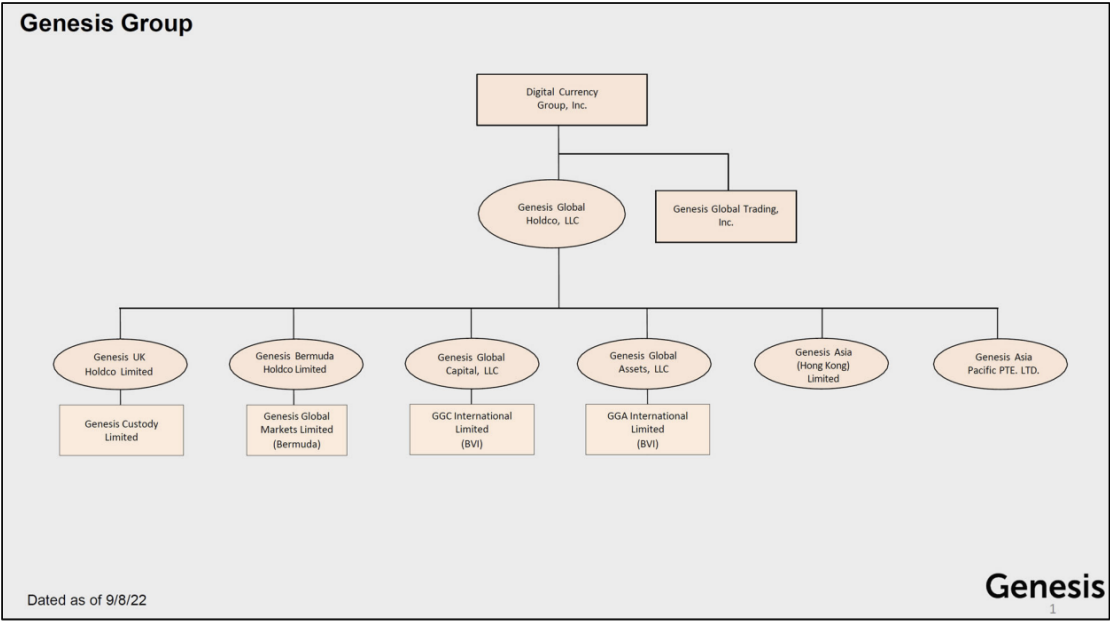 Genesis Group
Digital Currency
Group, Inc.
Genesis Global
Holdco, LLC
Genesis Global Trading,
Inc.
Genesis UK
Holdco Limited
Genesis Bermuda
Holdco Limited
Genesis Global
Capital, LLC
Genesis Global
Assets, LLC
Genesis Asia
(Hong Kong)
Limited
Genesis Asia
Pacific PTE. LTD.
Genesis Custody
Limited
Genesis Global
Markets Limited
(Bermuda)
GGC International
Limited
(BVI)
GGA International
Limited
(BVI)
Dated as of 9/8/22
Genesis
1